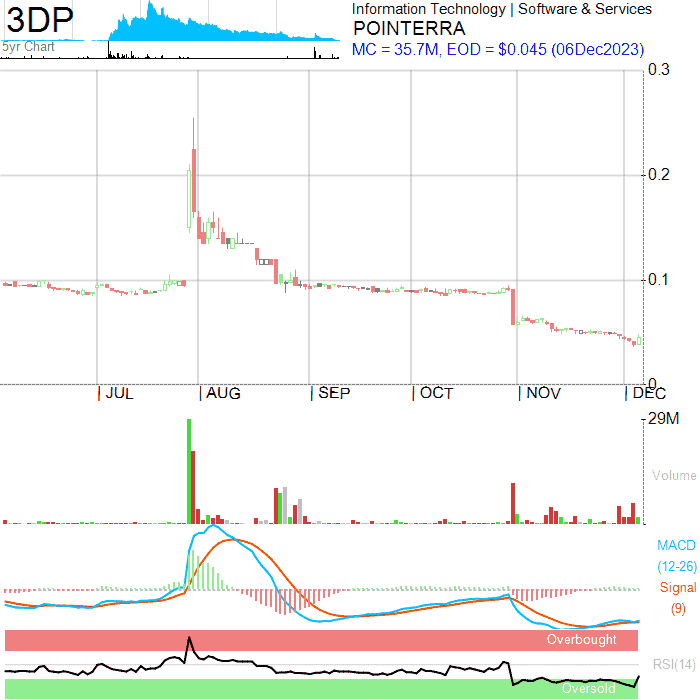 3DP
5yr Chart
Information Technology | Software & Services
POINTERRA
MC = 35.7M, EOD = $0.045 (06Dec2023)
0.3
0.2
0.1
0
| JUL | AUG | SEP | OCT | NOV | DEC
29M
Volume
MACD
(12-26)
Signal
(9)
Overbought
RSI(14)
Oversold